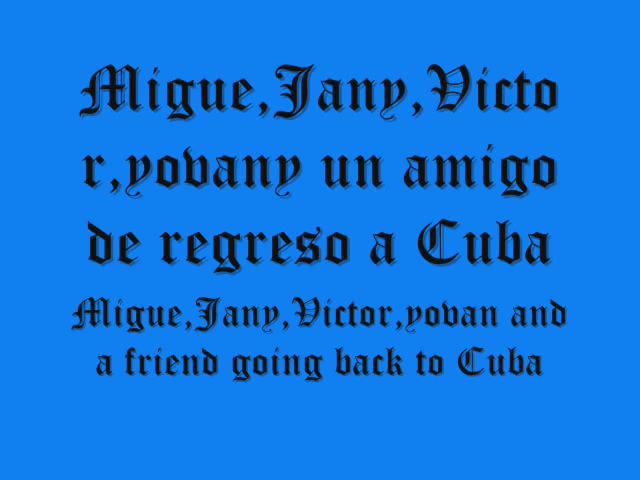 Migue,Jany,Victo
r,yovany un amigo
de regreso a Cuba
Migue,Jany,Victor,yovan and
a friend going back to Cuba